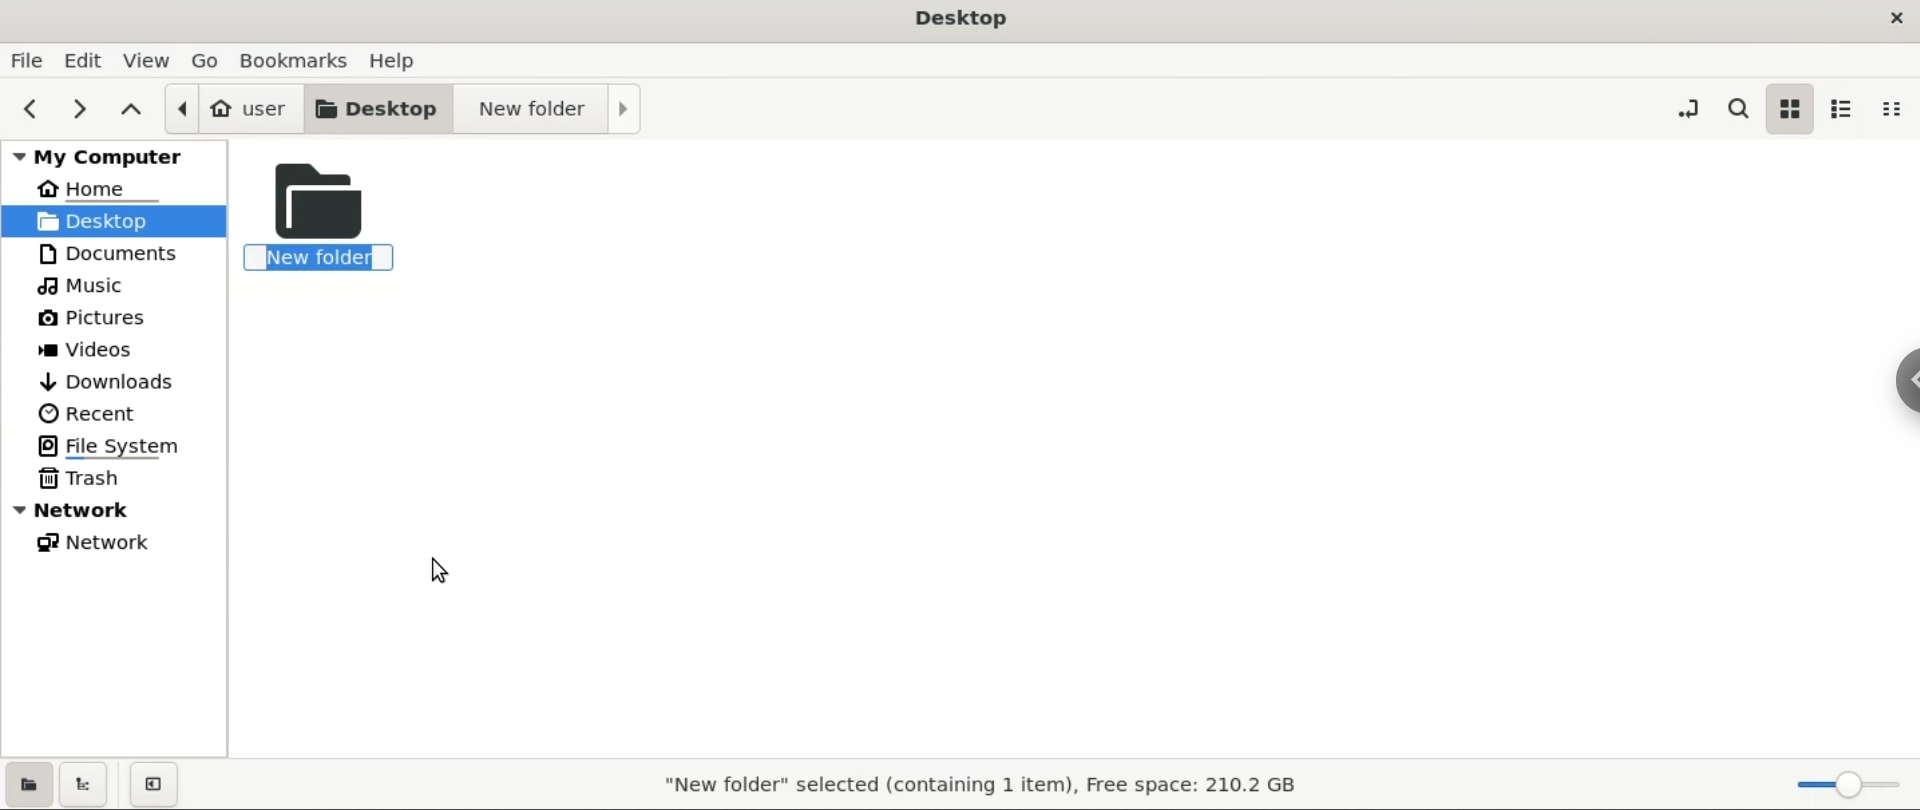 Desktop
File Edit View Go Bookmarks Help
user Desktop New folder
My Computer
Home
Desktop
Documents
Music
Pictures
Videos
Downloads
Recent
File System
Trash
Network
Network
New folder
"New folder" selected (containing 1 item), Free space: 210.2 GB